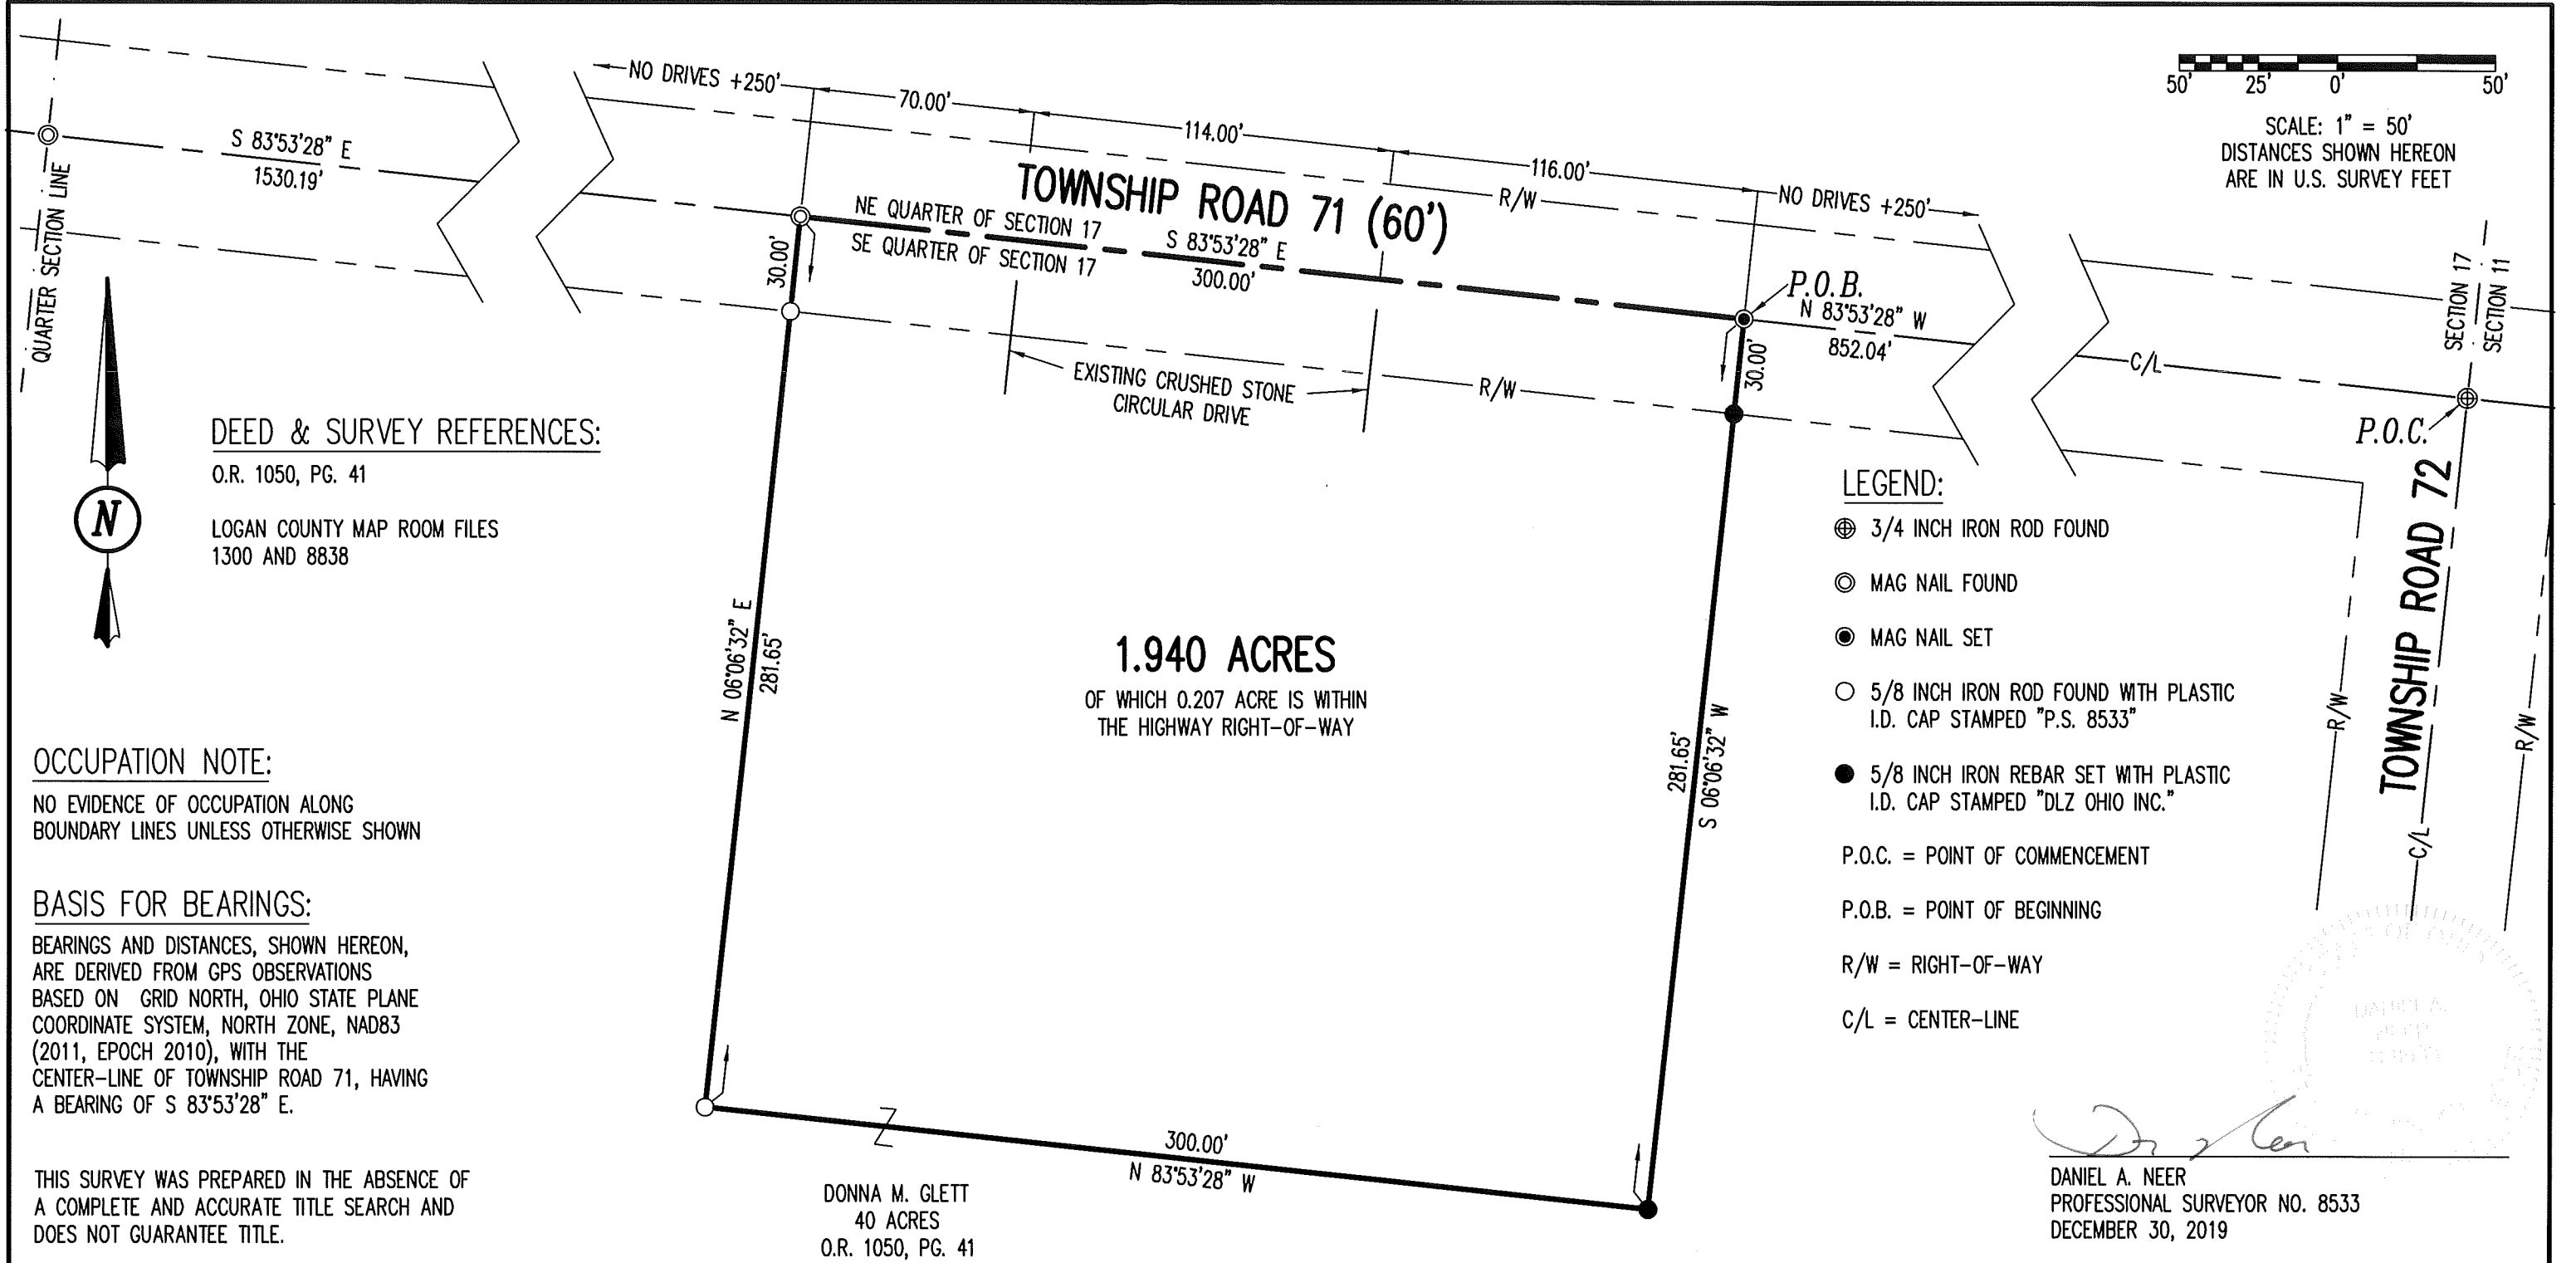 NO DRIVES +250'
70.00'
114.00'
116.00'
NO DRIVES +250'
50' 25' 0' 50'
SCALE: 1" = 50'
DISTANCES SHOWN HEREON
ARE IN U.S. SURVEY FEET
S 83°53'28" E
1530.19'
QUARTER SECTION LINE
TOWNSHIP ROAD 71 (60')
R/W
NE QUARTER OF SECTION 17
SE QUARTER OF SECTION 17
S 83°53'28" E
300.00'
30.00'
P.O.B.
N 83°53'28" W
852.04'
30.00'
C/L
SECTION 17
SECTION 11
P.O.C.
EXISTING CRUSHED STONE
CIRCULAR DRIVE
R/W
N
DEED & SURVEY REFERENCES:
O.R. 1050, PG. 41
LOGAN COUNTY MAP ROOM FILES
1300 AND 8838
OCCUPATION NOTE:
NO EVIDENCE OF OCCUPATION ALONG
BOUNDARY LINES UNLESS OTHERWISE SHOWN
BASIS FOR BEARINGS:
BEARINGS AND DISTANCES, SHOWN HEREON,
ARE DERIVED FROM GPS OBSERVATIONS
BASED ON GRID NORTH, OHIO STATE PLANE
COORDINATE SYSTEM, NORTH ZONE, NAD83
(2011, EPOCH 2010), WITH THE
CENTER-LINE OF TOWNSHIP ROAD 71, HAVING
A BEARING OF S 83°53'28" E.
THIS SURVEY WAS PREPARED IN THE ABSENCE OF
A COMPLETE AND ACCURATE TITLE SEARCH AND
DOES NOT GUARANTEE TITLE.
N 06°06'32" E
281.65'
1.940 ACRES
OF WHICH 0.207 ACRE IS WITHIN
THE HIGHWAY RIGHT-OF-WAY
281.65'
S 06°06'32" W
300.00'
N 83°53'28" W
DONNA M. GLETT
40 ACRES
O.R. 1050, PG. 41
LEGEND:
3/4 INCH IRON ROD FOUND
MAG NAIL FOUND
MAG NAIL SET
5/8 INCH IRON ROD FOUND WITH PLASTIC
I.D. CAP STAMPED "P.S. 8533"
5/8 INCH IRON REBAR SET WITH PLASTIC
I.D. CAP STAMPED "DLZ OHIO INC."
P.O.C. = POINT OF COMMENCEMENT
P.O.B. = POINT OF BEGINNING
R/W = RIGHT-OF-WAY
C/L = CENTER-LINE
TOWNSHIP ROAD 72
R/W
C/L
R/W
DANIEL A. NEER
PROFESSIONAL SURVEYOR NO. 8533
DECEMBER 30, 2019